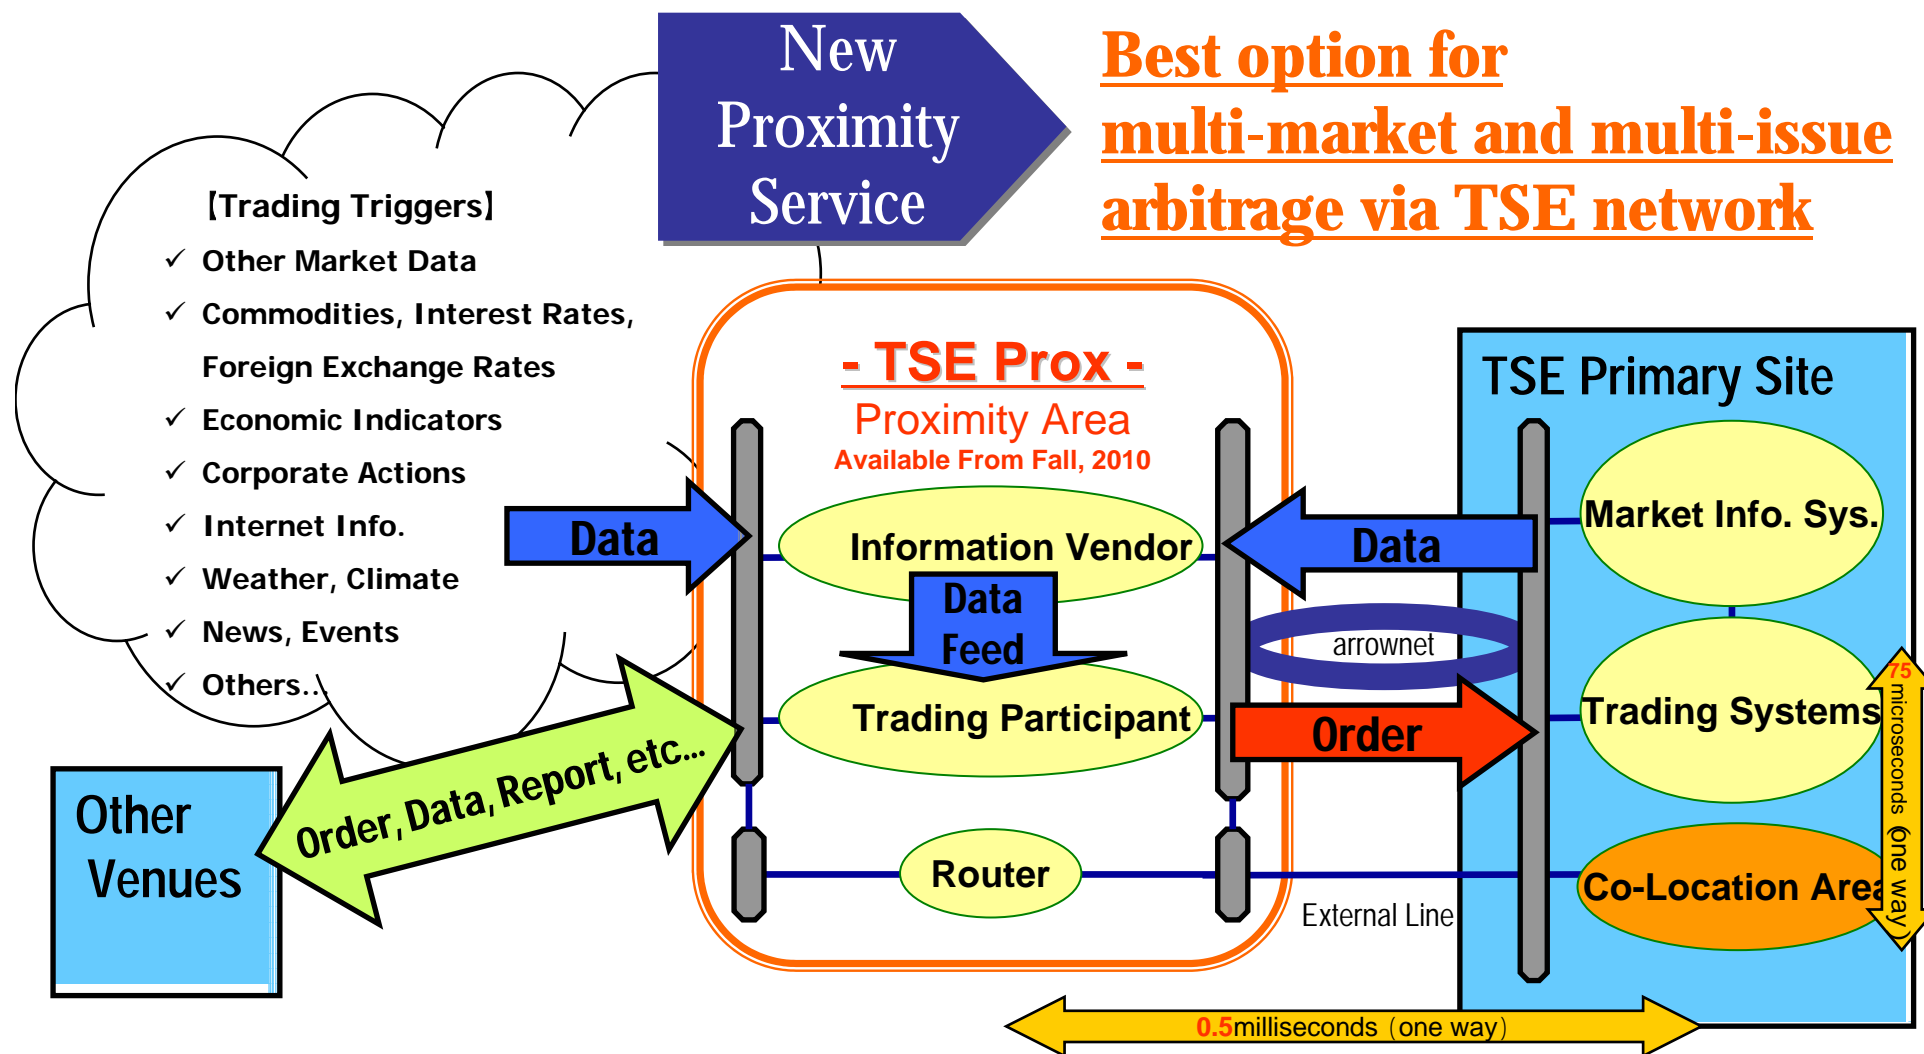 New
Proximity
Service
Best option for
multi-market and multi-issue
arbitrage via TSE network
【Trading Triggers】
✓ Other Market Data
✓ Commodities, Interest Rates,
Foreign Exchange Rates
✓ Economic Indicators
✓ Corporate Actions
✓ Internet Info.
✓ Weather, Climate
✓ News, Events
✓ Others...
- TSE Prox -
Proximity Area
Available From Fall, 2010
TSE Primary Site
Data
Information Vendor
Data
Market Info. Sys.
Data
Feed
arrownet
Trading Participant
Order
Trading Systems
75
microseconds (one way)
Order, Data, Report, etc...
Other
Venues
Router
External Line
Co-Location Area
0.5milliseconds (one way)